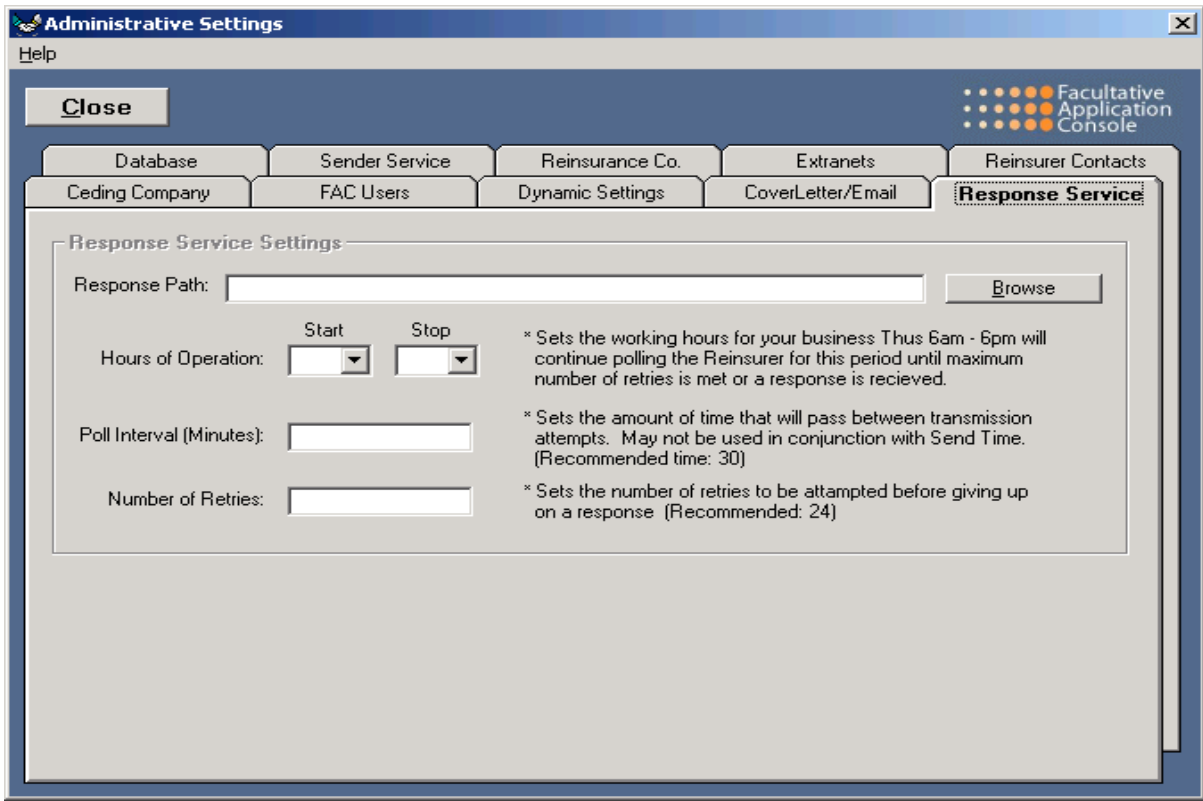 Administrative Settings
Help
Close
Facultative
Application
Console
Database
Sender Service
Reinsurance Co.
Extranets
Reinsurer Contacts
Ceding Company
FAC Users
Dynamic Settings
CoverLetter/Email
Response Service
Response Service Settings
Response Path:
Browse
Start
Stop
Hours of Operation:
* Sets the working hours for your business Thus 6am - 6pm will
continue polling the Reinsurer for this period until maximum
number of retries is met or a response is recieved.
Poll Interval (Minutes):
* Sets the amount of time that will pass between transmission
attempts. May not be used in conjunction with Send Time.
(Recommended time: 30)
Number of Retries:
* Sets the number of retries to be attampted before giving up
on a response (Recommended: 24)